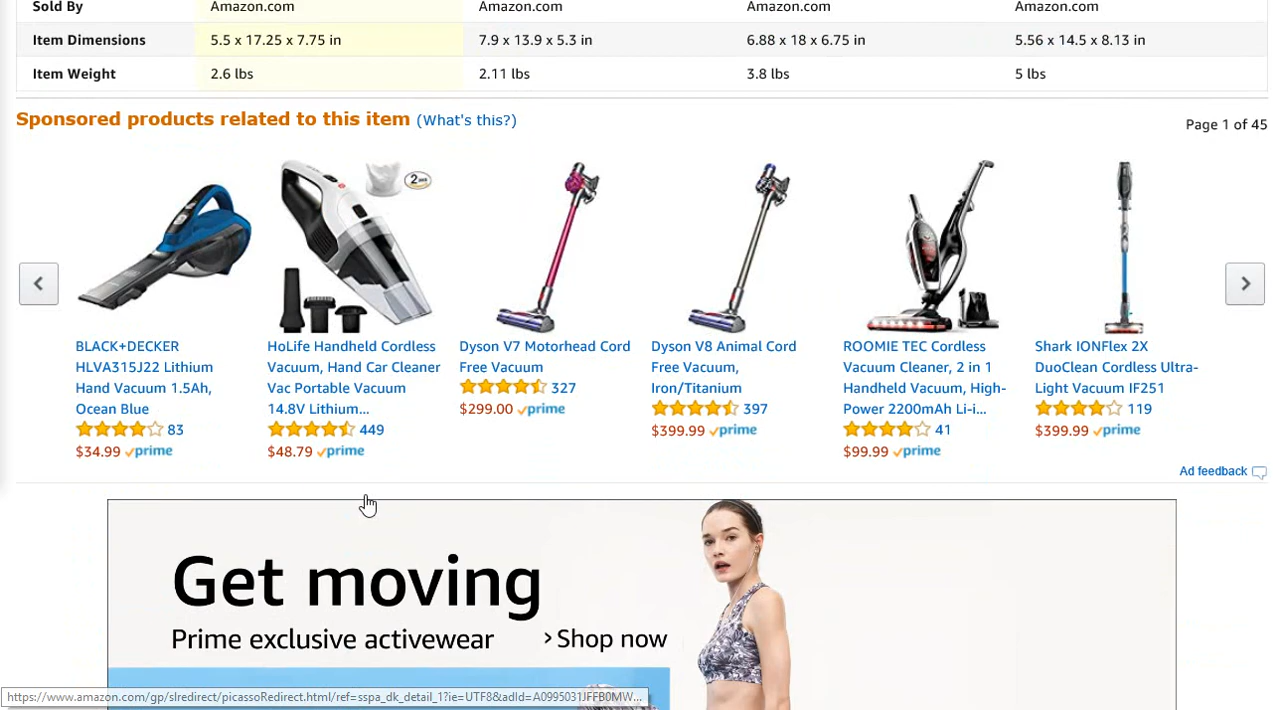 Sold By Amazon.com Amazon.com Amazon.com Amazon.com
Item Dimensions 5.5 x 17.25 x 7.75 in 7.9 x 13.9 x 5.3 in 6.88 x 18 x 6.75 in 5.56 x 14.5 x 8.13 in
Item Weight 2.6 lbs 2.11 lbs 3.8 lbs 5 lbs
Sponsored products related to this item (What's this?)
Page 1 of 45
BLACK+DECKER
HLVA315J22 Lithium
Hand Vacuum 1.5Ah,
Ocean Blue
83
$34.99 prime
HoLife Handheld Cordless
Vacuum, Hand Car Cleaner
Vac Portable Vacuum
14.8V Lithium...
449
$48.79 prime
Dyson V7 Motorhead Cord
Free Vacuum
327
$299.00 prime
Dyson V8 Animal Cord
Free Vacuum,
Iron/Titanium
397
$399.99 prime
ROOMIE TEC Cordless
Vacuum Cleaner, 2 in 1
Handheld Vacuum, High-
Power 2200mAh Li-i...
41
$99.99 prime
Shark IONFlex 2X
DuoClean Cordless Ultra-
Light Vacuum IF251
119
$399.99 prime
Ad feedback
Get moving
Prime exclusive activewear › Shop now
https://www.amazon.com/gp/slredirect/picassoRedirect.html/ref=sspa_dk_detail_1?ie=UTF8&adId=A0995031JFFB0MW...